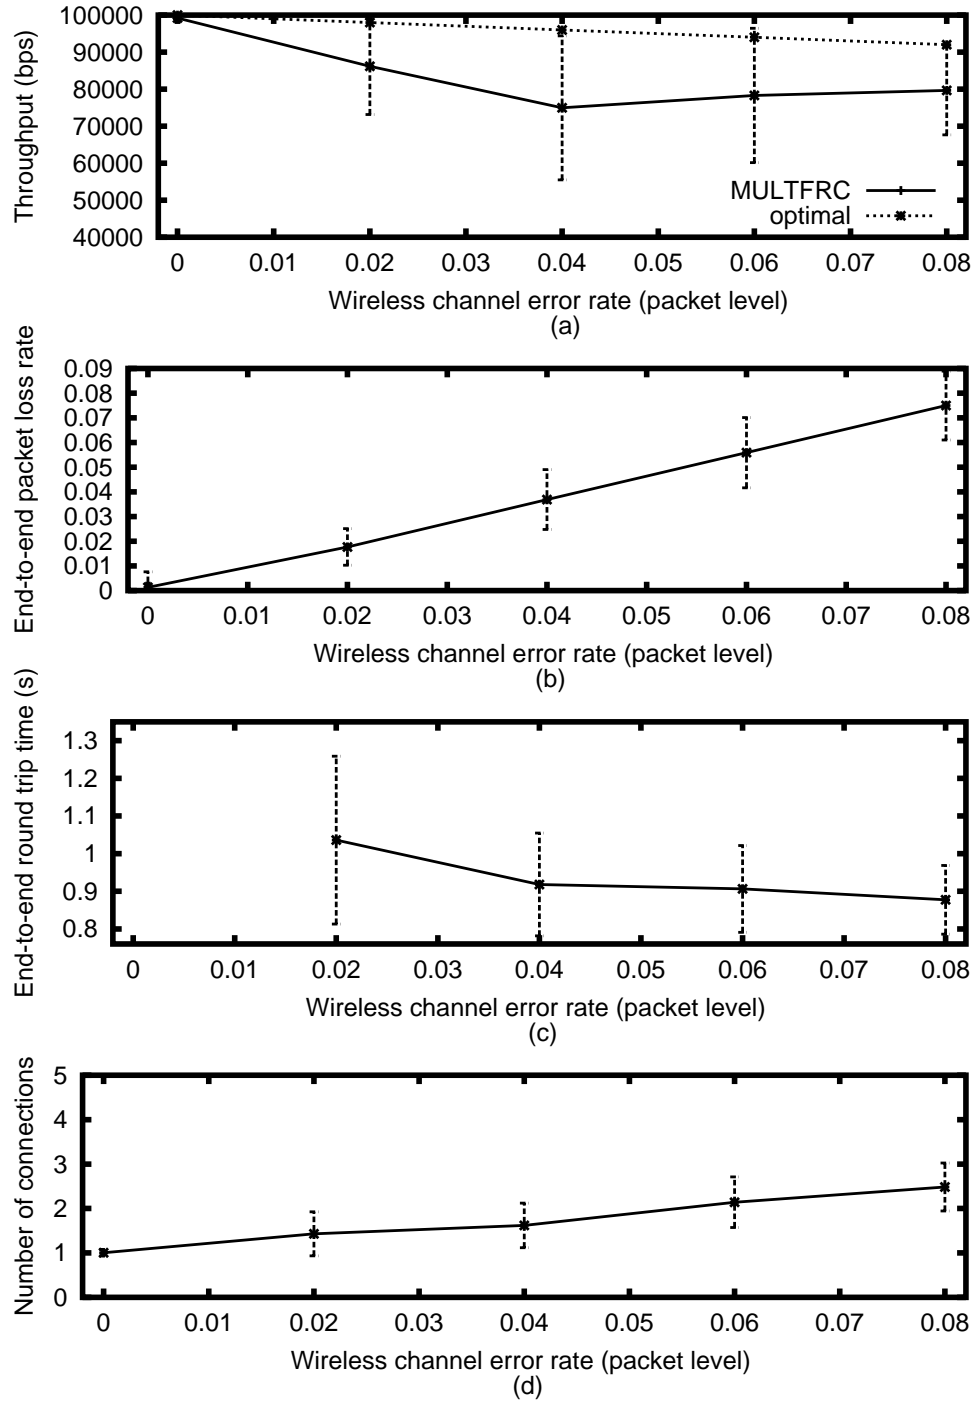 100000
90000
80000
70000
60000
50000
40000
Throughput (bps)
MULTFRC
optimal
0 0.01 0.02 0.03 0.04 0.05 0.06 0.07 0.08
Wireless channel error rate (packet level)
(a)
0.09
0.08
0.07
0.06
0.05
0.04
0.03
0.02
0.01
0
End-to-end packet loss rate
0 0.01 0.02 0.03 0.04 0.05 0.06 0.07 0.08
Wireless channel error rate (packet level)
(b)
1.3
1.2
1.1
1
0.9
0.8
End-to-end round trip time (s)
0 0.01 0.02 0.03 0.04 0.05 0.06 0.07 0.08
Wireless channel error rate (packet level)
(c)
5
4
3
2
1
0
Number of connections
0 0.01 0.02 0.03 0.04 0.05 0.06 0.07 0.08
Wireless channel error rate (packet level)
(d)